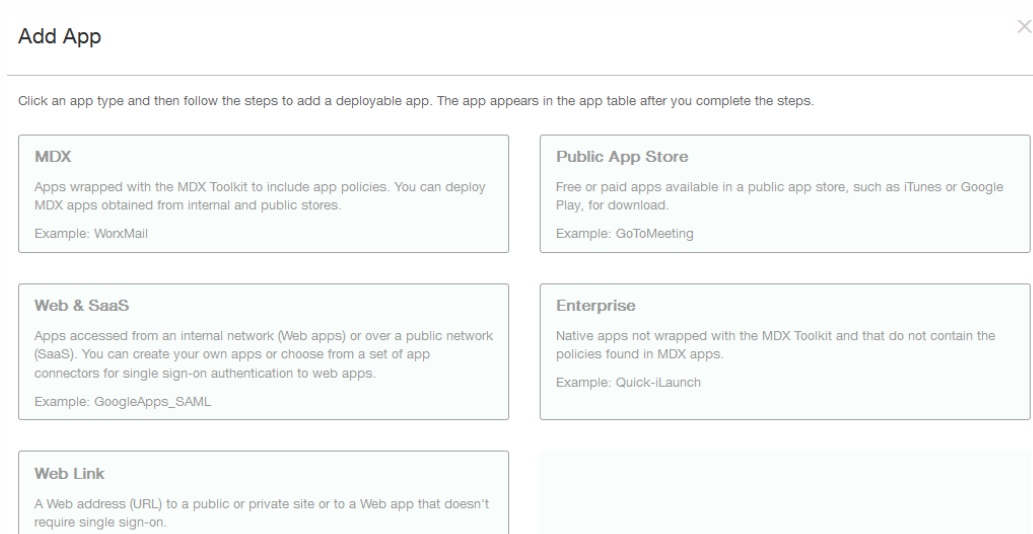 Add App
Click an app type and then follow the steps to add a deployable app. The app appears in the app table after you complete the steps.
MDX
Apps wrapped with the MDX Toolkit to include app policies. You can deploy
MDX apps obtained from internal and public stores.
Example: WorxMail
Public App Store
Free or paid apps available in a public app store, such as iTunes or Google
Play, for download.
Example: GoToMeeting
Web & SaaS
Apps accessed from an internal network (Web apps) or over a public network
(SaaS). You can create your own apps or choose from a set of app
connectors for single sign-on authentication to web apps.
Example: GoogleApps_SAML
Enterprise
Native apps not wrapped with the MDX Toolkit and that do not contain the
policies found in MDX apps.
Example: Quick-iLaunch
Web Link
A Web address (URL) to a public or private site or to a Web app that doesn't
require single sign-on.